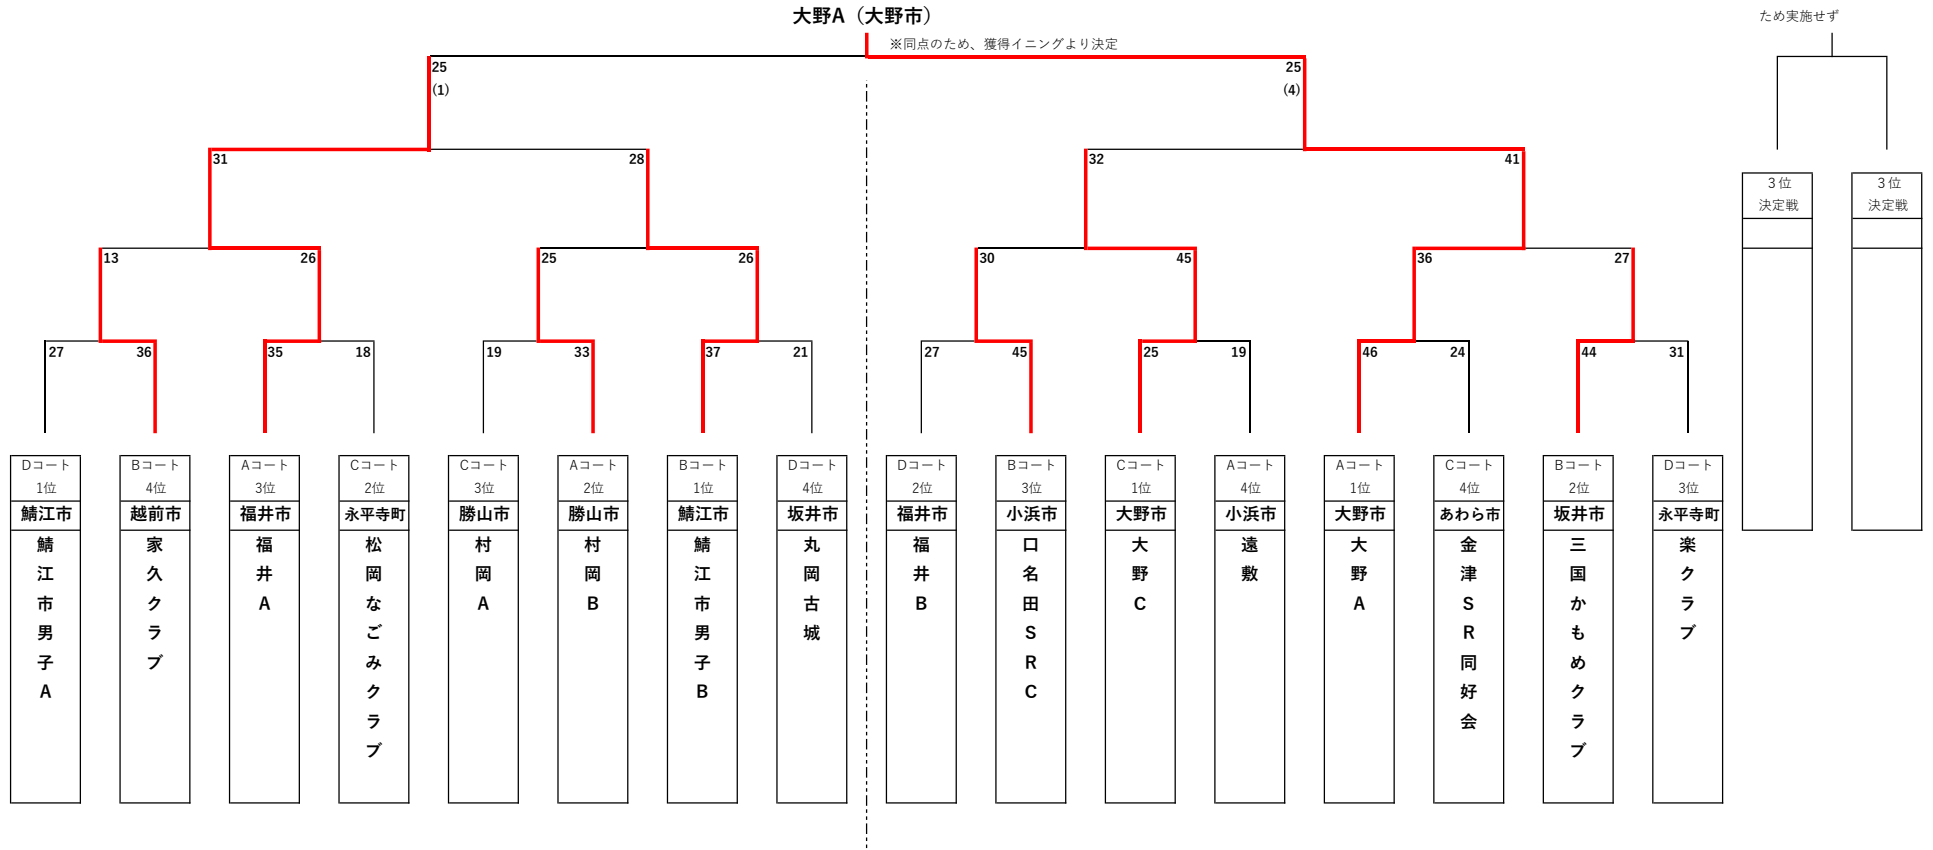 大野A（大野市）
ため実施せず
※同点のため、獲得イニングより決定
25
25
(1)
(4)
31
28
32
41
3位
決定戦
3位
決定戦
13
26
25
26
30
45
36
27
27
36
35
18
19
33
37
21
27
45
25
19
46
24
44
31
Dコート
1位
鯖江市
鯖江市男子A
Bコート
4位
越前市
家久クラブ
Aコート
3位
福井市
福井A
Cコート
2位
永平寺町
松岡なごみクラブ
Cコート
3位
勝山市
村岡A
Aコート
2位
勝山市
村岡B
Bコート
1位
鯖江市
鯖江市男子B
Dコート
4位
坂井市
丸岡古城
Dコート
2位
福井市
福井B
Bコート
3位
小浜市
口名田SRC
Cコート
1位
大野市
大野C
Aコート
4位
小浜市
遠敷
Aコート
1位
大野市
大野A
Cコート
4位
あわら市
金津SR同好会
Bコート
2位
坂井市
三国かもめクラブ
Dコート
3位
永平寺町
楽クラブ